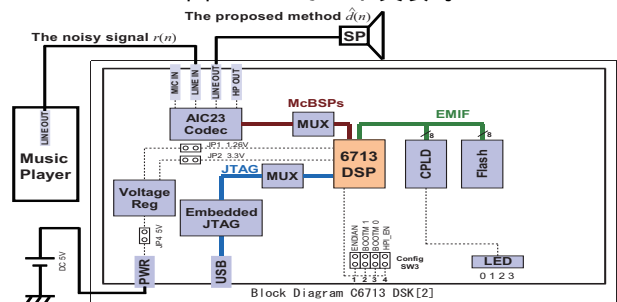 The proposed method d̂(n)
The noisy signal r(n)
SP
MIC IN
LINE IN
LINE OUT
HP OUT
LINE OUT
Music
Player
AIC23
Codec
McBSPs
MUX
EMIF
JP1 1.26V
JP2 3.3V
6713
DSP
8
8
CPLD
Flash
Voltage
Reg
JTAG
MUX
Embedded
JTAG
JP4 5V
DC 5V
PWR
USB
ENDIAN
BOOTM 1
BOOTM 0
HPI_EN
Config
SW3
1 2 3 4
LED
0 1 2 3
Block Diagram C6713 DSK[2]